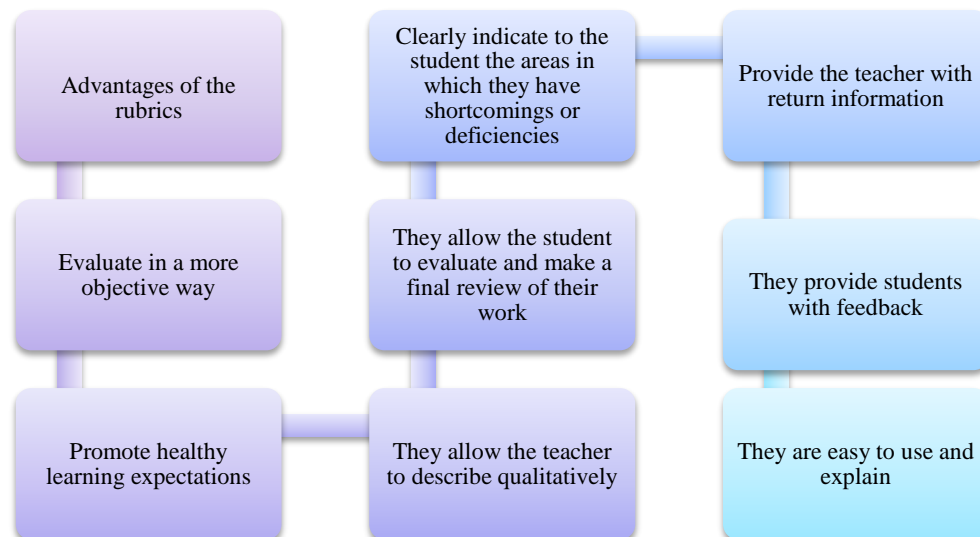 Advantages of the
rubrics
Evaluate in a more
objective way
Promote healthy
learning expectations
They allow the teacher
to describe qualitatively
They allow the student
to evaluate and make a
final review of their
work
Clearly indicate to the
student the areas in
which they have
shortcomings or
deficiencies
Provide the teacher with
return information
They provide students
with feedback
They are easy to use and
explain